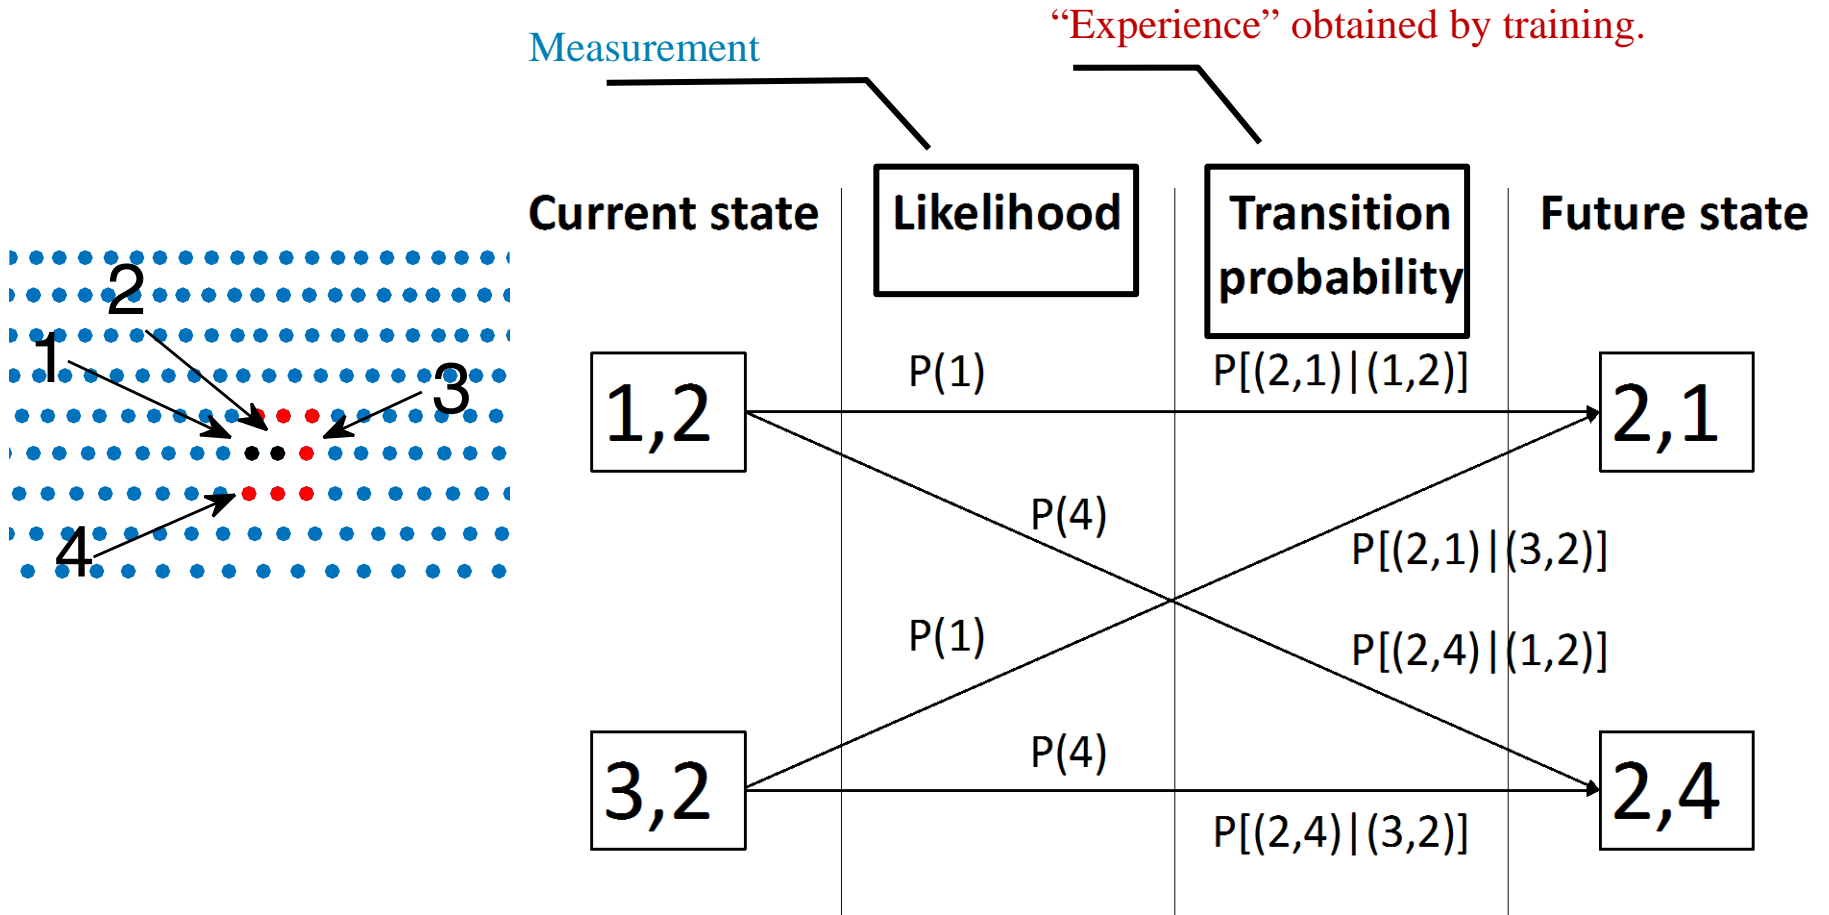 “Experience” obtained by training.
Measurement
Current state
Likelihood
Transition
probability
Future state
2
1
3
4
1,2
P(1)
P[(2,1)|(1,2)]
2,1
P(4)
P[(2,1)|(3,2)]
P(1)
P[(2,4)|(1,2)]
3,2
P(4)
P[(2,4)|(3,2)]
2,4